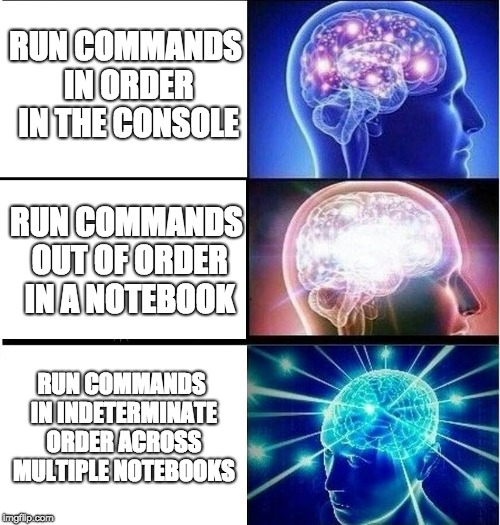 RUN COMMANDS
IN ORDER
IN THE CONSOLE
RUN COMMANDS
OUT OF ORDER
IN A NOTEBOOK
RUN COMMANDS
IN INDETERMINATE
ORDER ACROSS
MULTIPLE NOTEBOOKS
imgflip.com